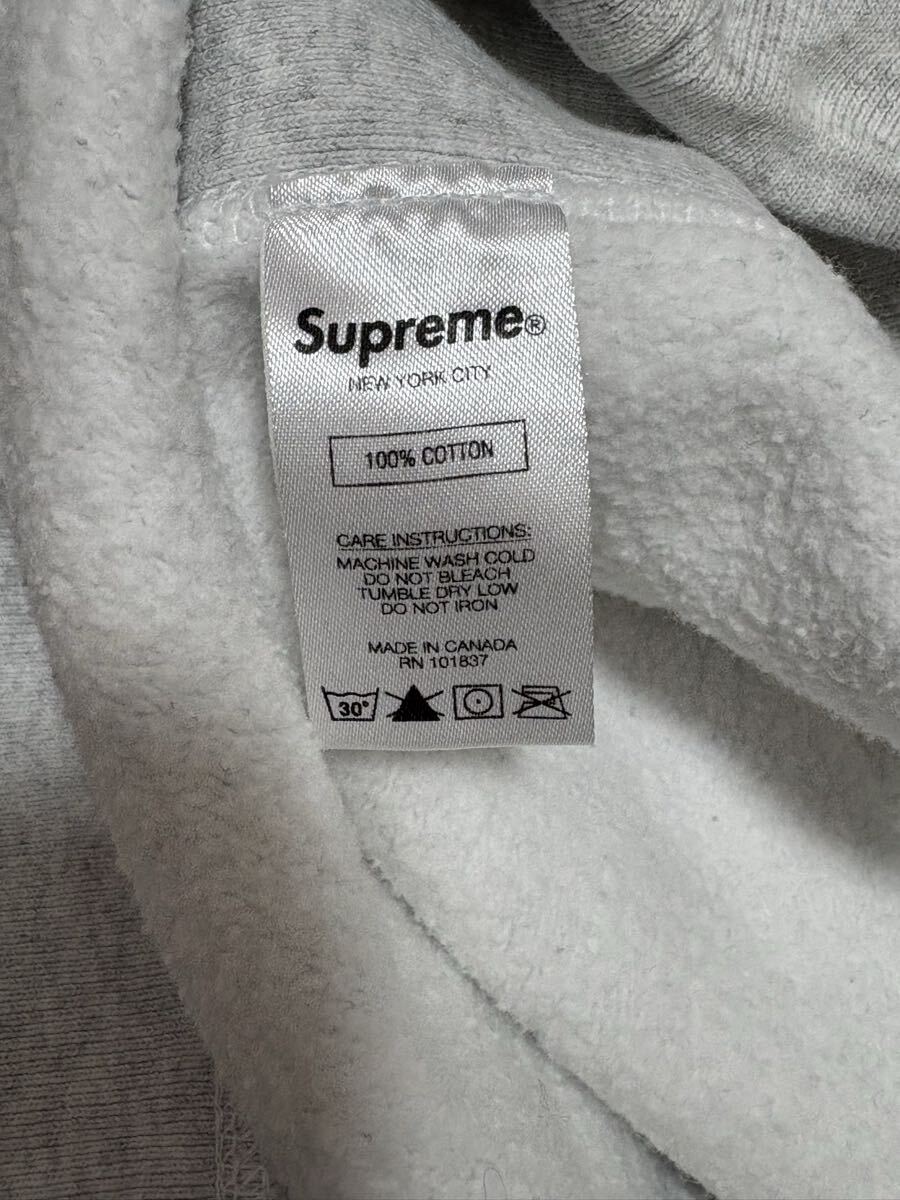 Supreme®
NEW YORK CITY
100% COTTON
CARE INSTRUCTIONS:
MACHINE WASH COLD
DO NOT BLEACH
TUMBLE DRY LOW
DO NOT IRON
MADE IN CANADA
RN 101837
30°